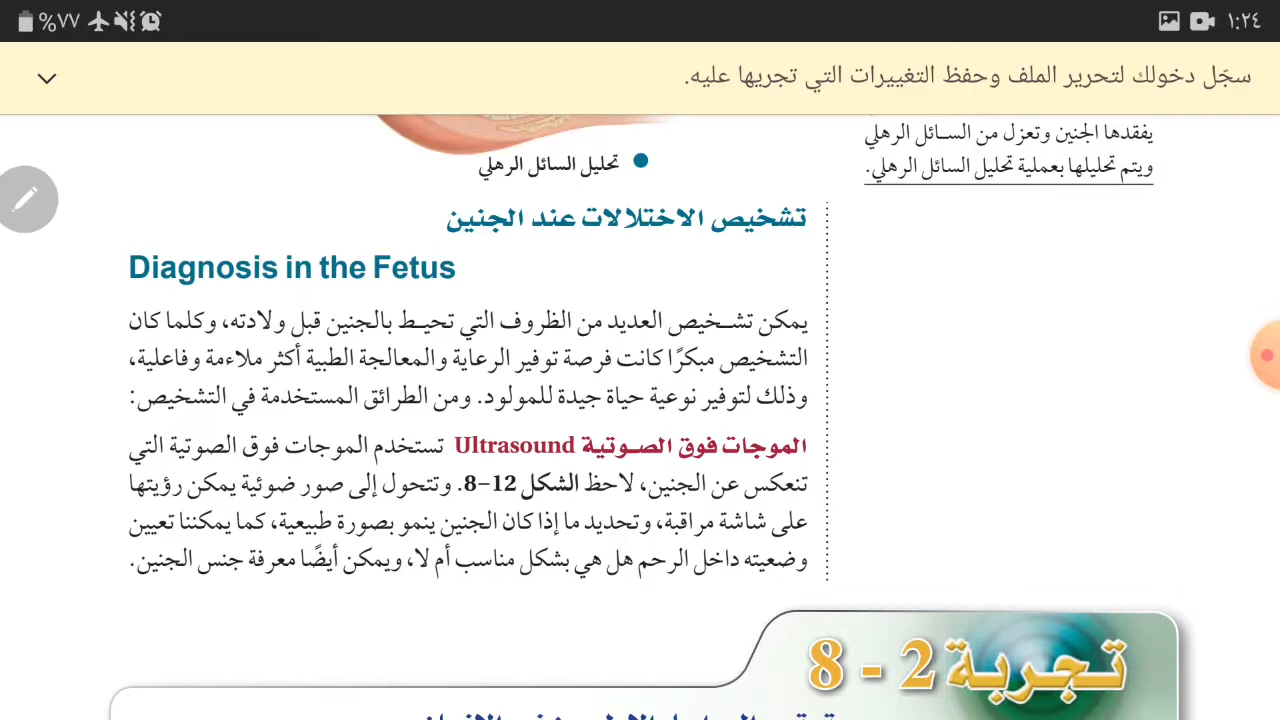 ١:٢٤
%٧٧
سجّل دخولك لتحرير الملف وحفظ التغييرات التي تجريها عليه.
يفقدها الجنين وتعزل من السائل الرهلي
ويتم تحليلها بعملية تحليل السائل الرهلي.
تحليل السائل الرهلي
تشخيص الاختلالات عند الجنين
Diagnosis in the Fetus
يمكن تشخيص العديد من الظروف التي تحيط بالجنين قبل ولادته، وكلما كان
التشخيص مبكرًا كانت فرصة توفير الرعاية والمعالجة الطبية أكثر ملاءمة وفاعلية،
وذلك لتوفير نوعية حياة جيدة للمولود. ومن الطرائق المستخدمة في التشخيص:
الموجات فوق الصوتية Ultrasound تستخدم الموجات فوق الصوتية التي
تنعكس عن الجنين، لاحظ الشكل 12-8. وتتحول إلى صور ضوئية يمكن رؤيتها
على شاشة مراقبة، وتحديد ما إذا كان الجنين ينمو بصورة طبيعية، كما يمكننا تعيين
وضعيته داخل الرحم هل هي بشكل مناسب أم لا، ويمكن أيضًا معرفة جنس الجنين.
تجربة 2 - 8